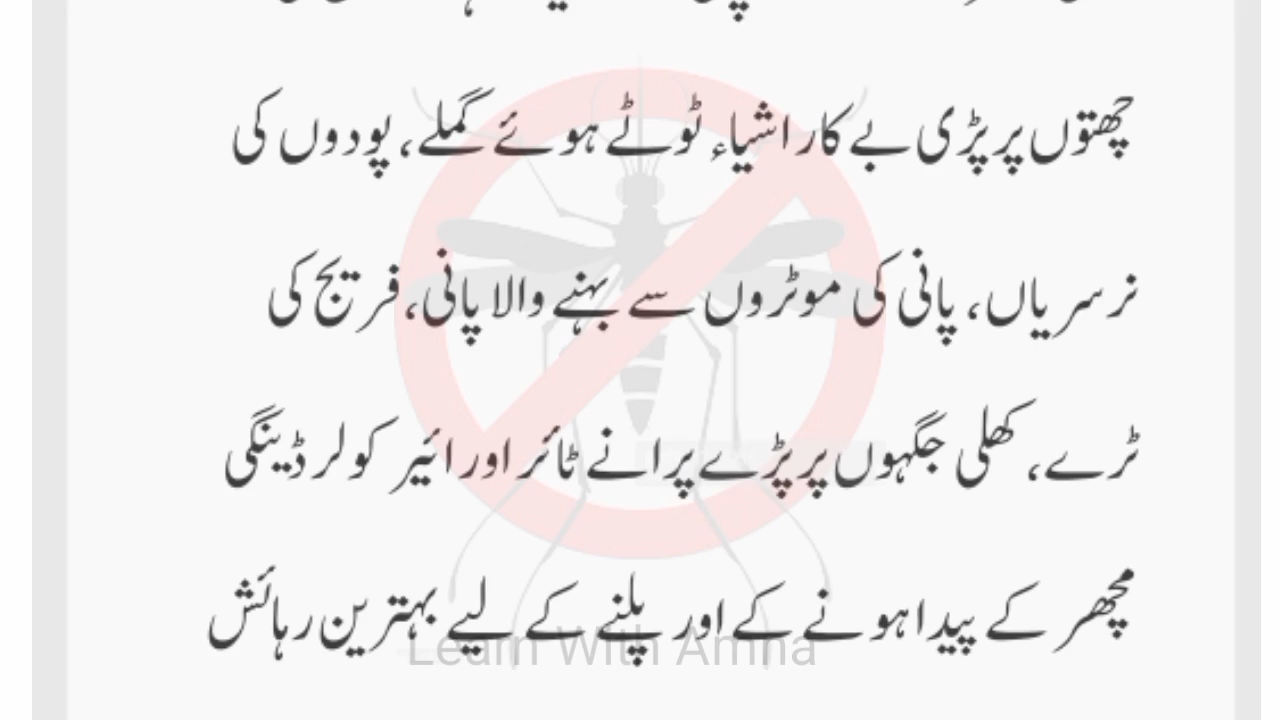 چھتوں پر پڑی بے کار اشیاء ٹوٹے ہوئے گملے، پودوں کی
نرسریاں، پانی کی موٹروں سے بہنے والا پانی، فریج کی
ٹرے، کھلی جگہوں پر پڑے پرانے ٹائر اور ائیر کولر ڈینگی
مچھر کے پیدا ہونے کے اور پلنے کے لیے بہترین رہائش
Learn With Amna